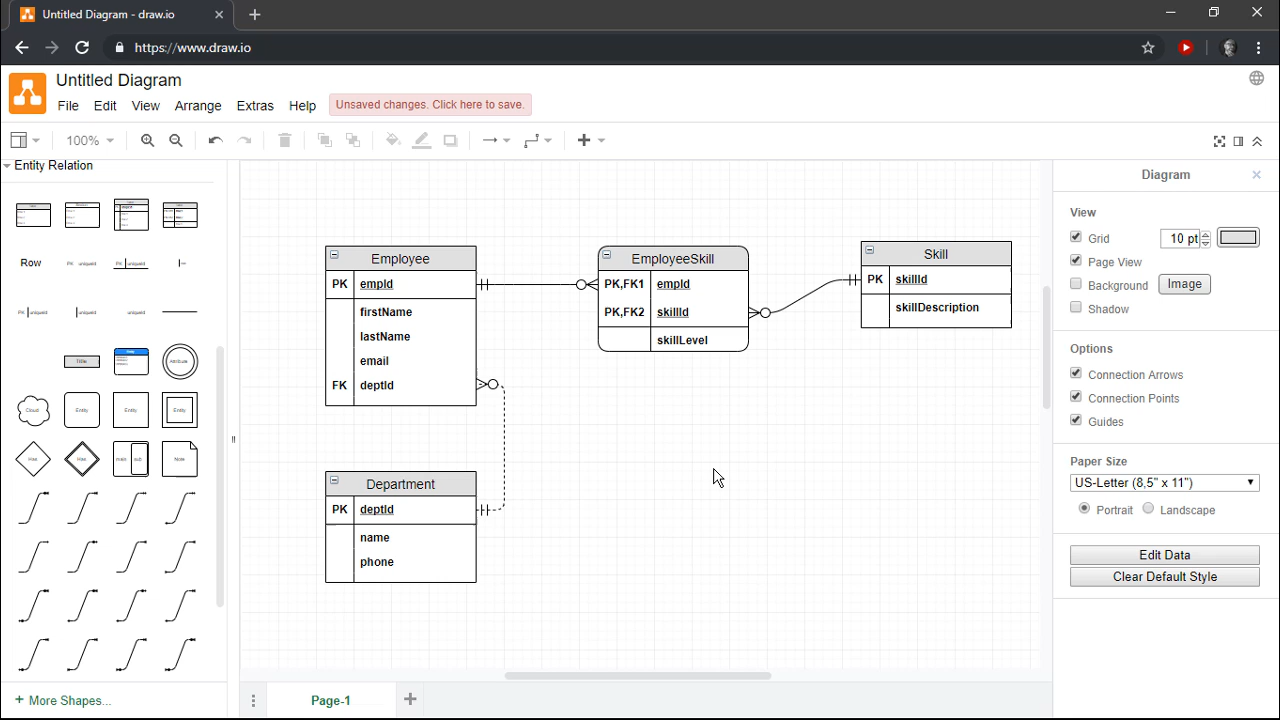 Untitled Diagram - draw.io
https://www.draw.io
Untitled Diagram
File Edit View Arrange Extras Help Unsaved changes. Click here to save.
100%
Entity Relation
Row
Title
Attribute
Cloud Entity Entity Entity
Has Has main sub Note
+ More Shapes...
Employee
PK empId
firstName
lastName
email
FK deptId
EmployeeSkill
PK,FK1 empId
PK,FK2 skillId
skillLevel
Skill
PK skillId
skillDescription
Department
PK deptId
name
phone
Page-1
Diagram
View
Grid 10 pt
Page View
Background Image
Shadow
Options
Connection Arrows
Connection Points
Guides
Paper Size
US-Letter (8,5" x 11")
Portrait Landscape
Edit Data
Clear Default Style